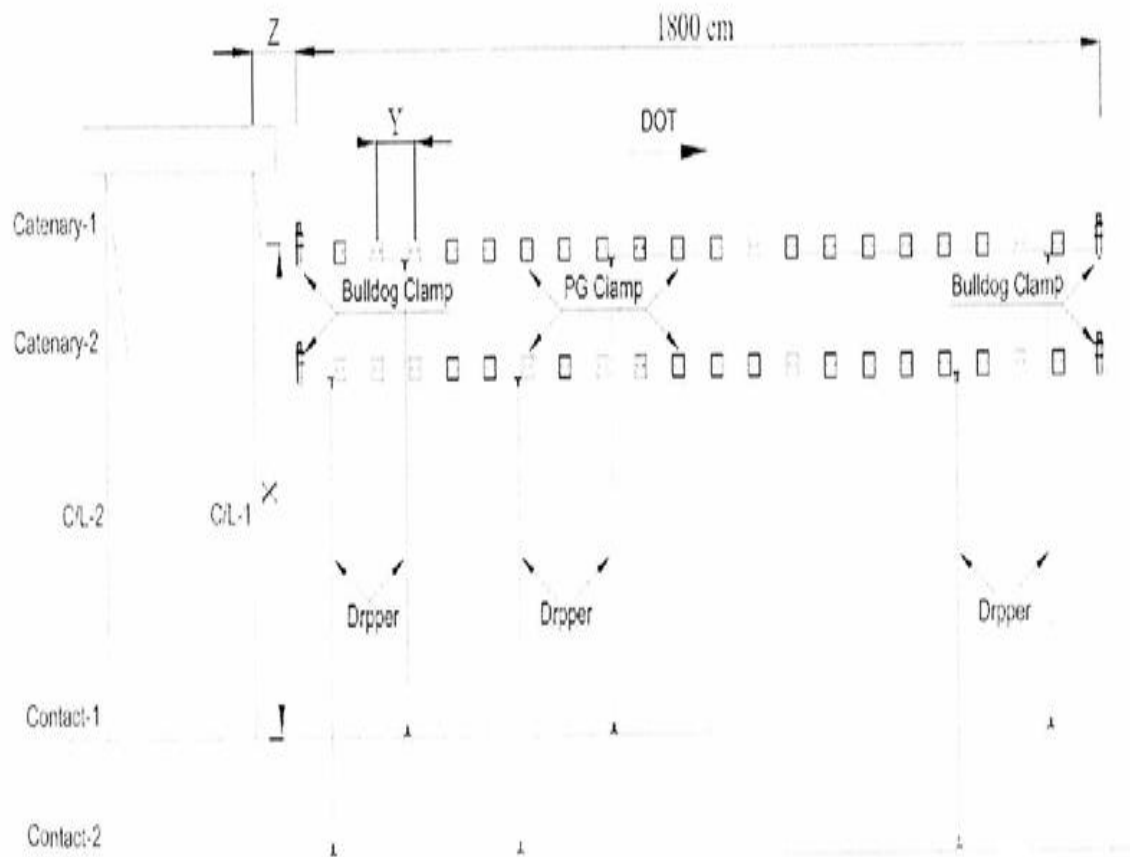 Z
1800 cm
Y
DOT
Catenary-1
Bulldog Clamp
PG Clamp
Bulldog Clamp
Catenary-2
C/L-2
C/L-1
X
Drpper
Drpper
Drpper
Contact-1
Contact-2